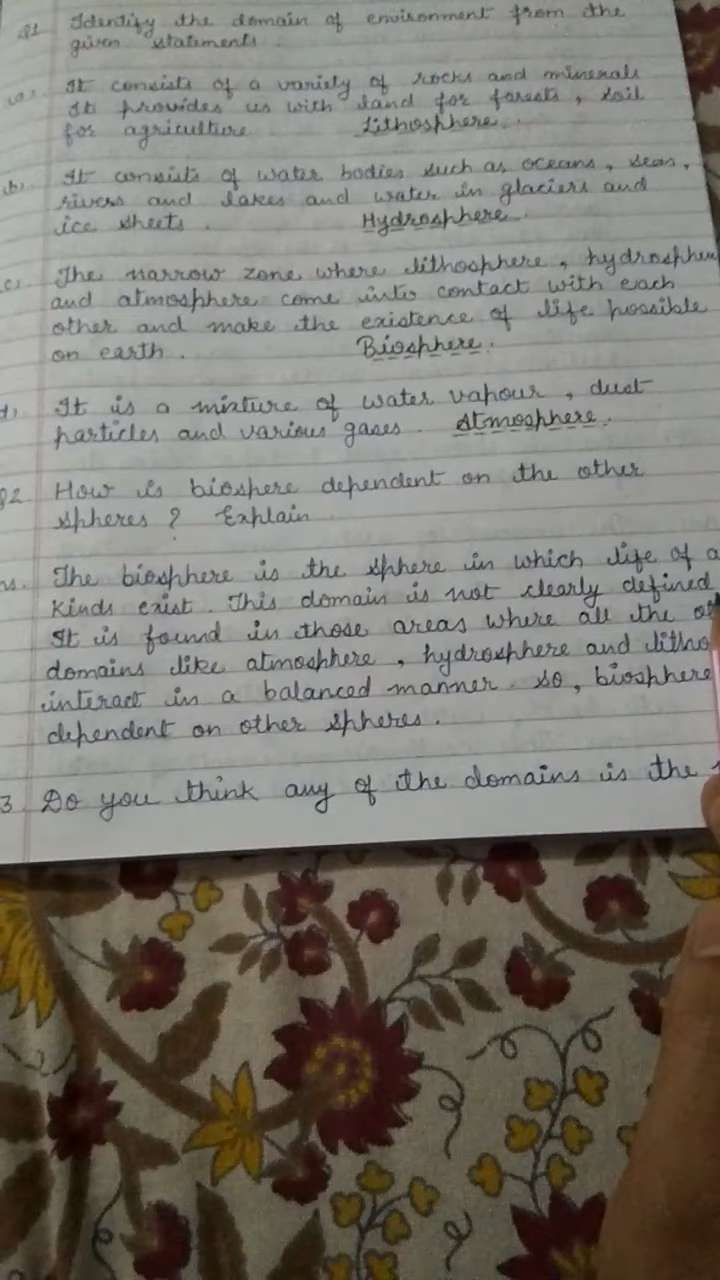 Q1 Identify the domain of environment from the
given statements.
(a) It consists of a variety of rocks and minerals
It provides us with land for forests, soil
for agriculture Lithosphere.
(b) It consists of water bodies such as oceans, seas,
rivers and lakes and water in glaciers and
ice sheets. Hydrosphere.
(c) The narrow zone where lithosphere, hydrosphere
and atmosphere come into contact with each
other and make the existence of life possible
on earth. Biosphere.
d) It is a mixture of water vapour, dust
particles and various gases. Atmosphere.
Q2 How is biosphere dependent on the other
spheres? Explain
ns. The biosphere is the sphere in which life of a
kinds exist. This domain is not clearly defined
It is found in those areas where all the
domains like atmosphere, hydrosphere and litho
interact in a balanced manner. So, biosphere
dependent on other spheres.
3 Do you think any of the domains is the